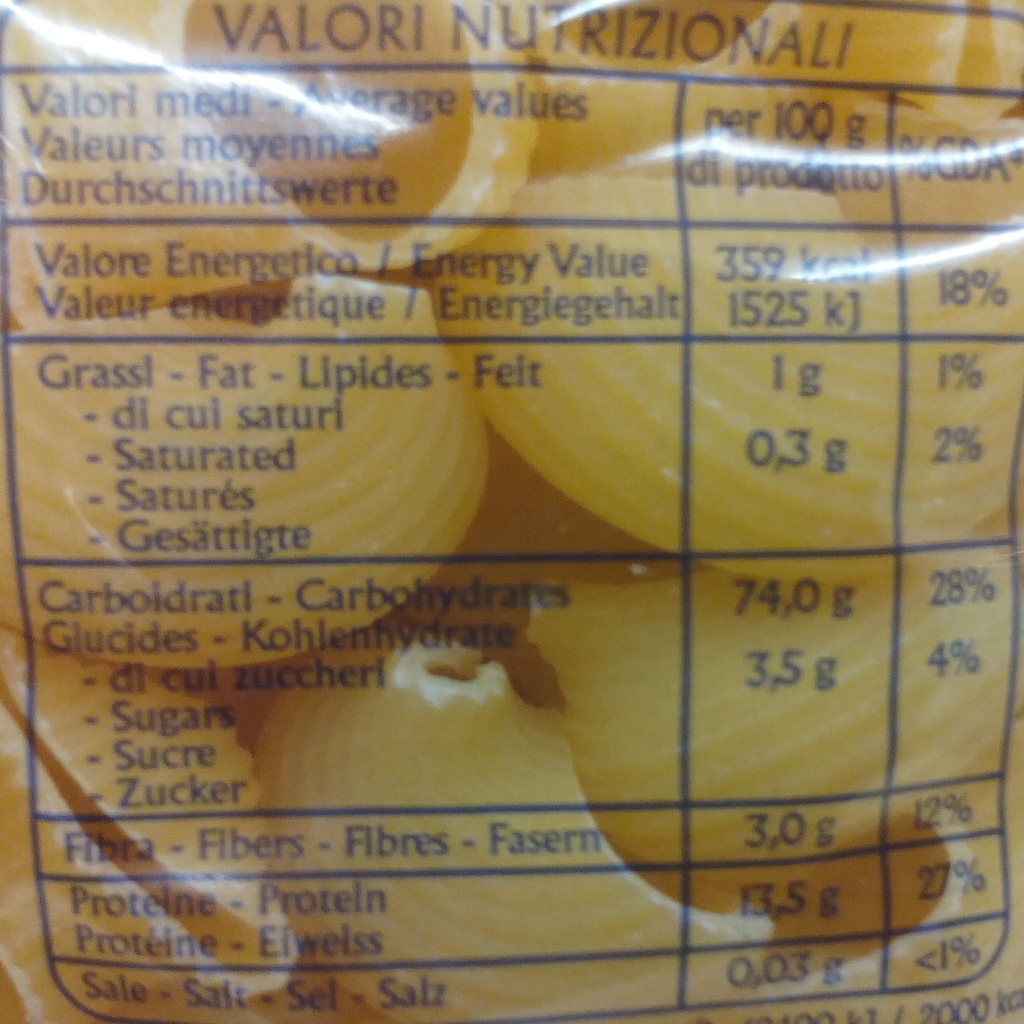 VALORI NUTRIZIONALI
Valori medi - Average values
Valeurs moyennes
Durchschnittswerte
per 100 g
di prodotto
%GDA*
Valore Energetico / Energy Value
Valeur energetique / Energiegehalt
359 kcal
1525 kJ
18%
Grassi - Fat - Lipides - Fett
1 g
1%
- di cui saturi
- Saturated
0,3 g
2%
- Saturés
- Gesättigte
Carboidrati - Carbohydrates
74,0 g
28%
Glucides - Kohlenhydrate
- di cui zuccheri
3,5 g
4%
- Sugars
- Sucre
- Zucker
Fibra - Fibers - Fibres - Fasern
3,0 g
12%
Proteine - Protein
Protéine - Eiweiss
13,5 g
27%
Sale - Salt - Sel - Salz
0,03 g
<1%
kJ / 2000